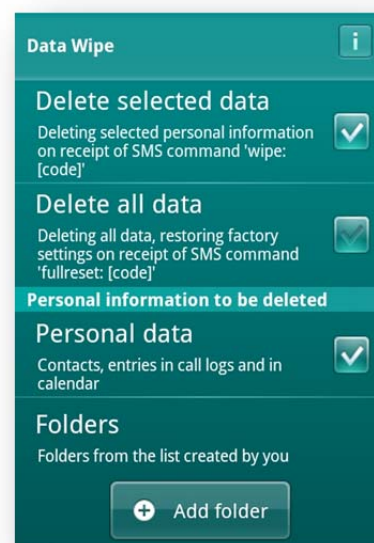 Data Wipe
i
Delete selected data
Deleting selected personal information
on receipt of SMS command 'wipe:
[code]'
Delete all data
Deleting all data, restoring factory
settings on receipt of SMS command
'fullreset: [code]'
Personal information to be deleted
Personal data
Contacts, entries in call logs and in
calendar
Folders
Folders from the list created by you
Add folder